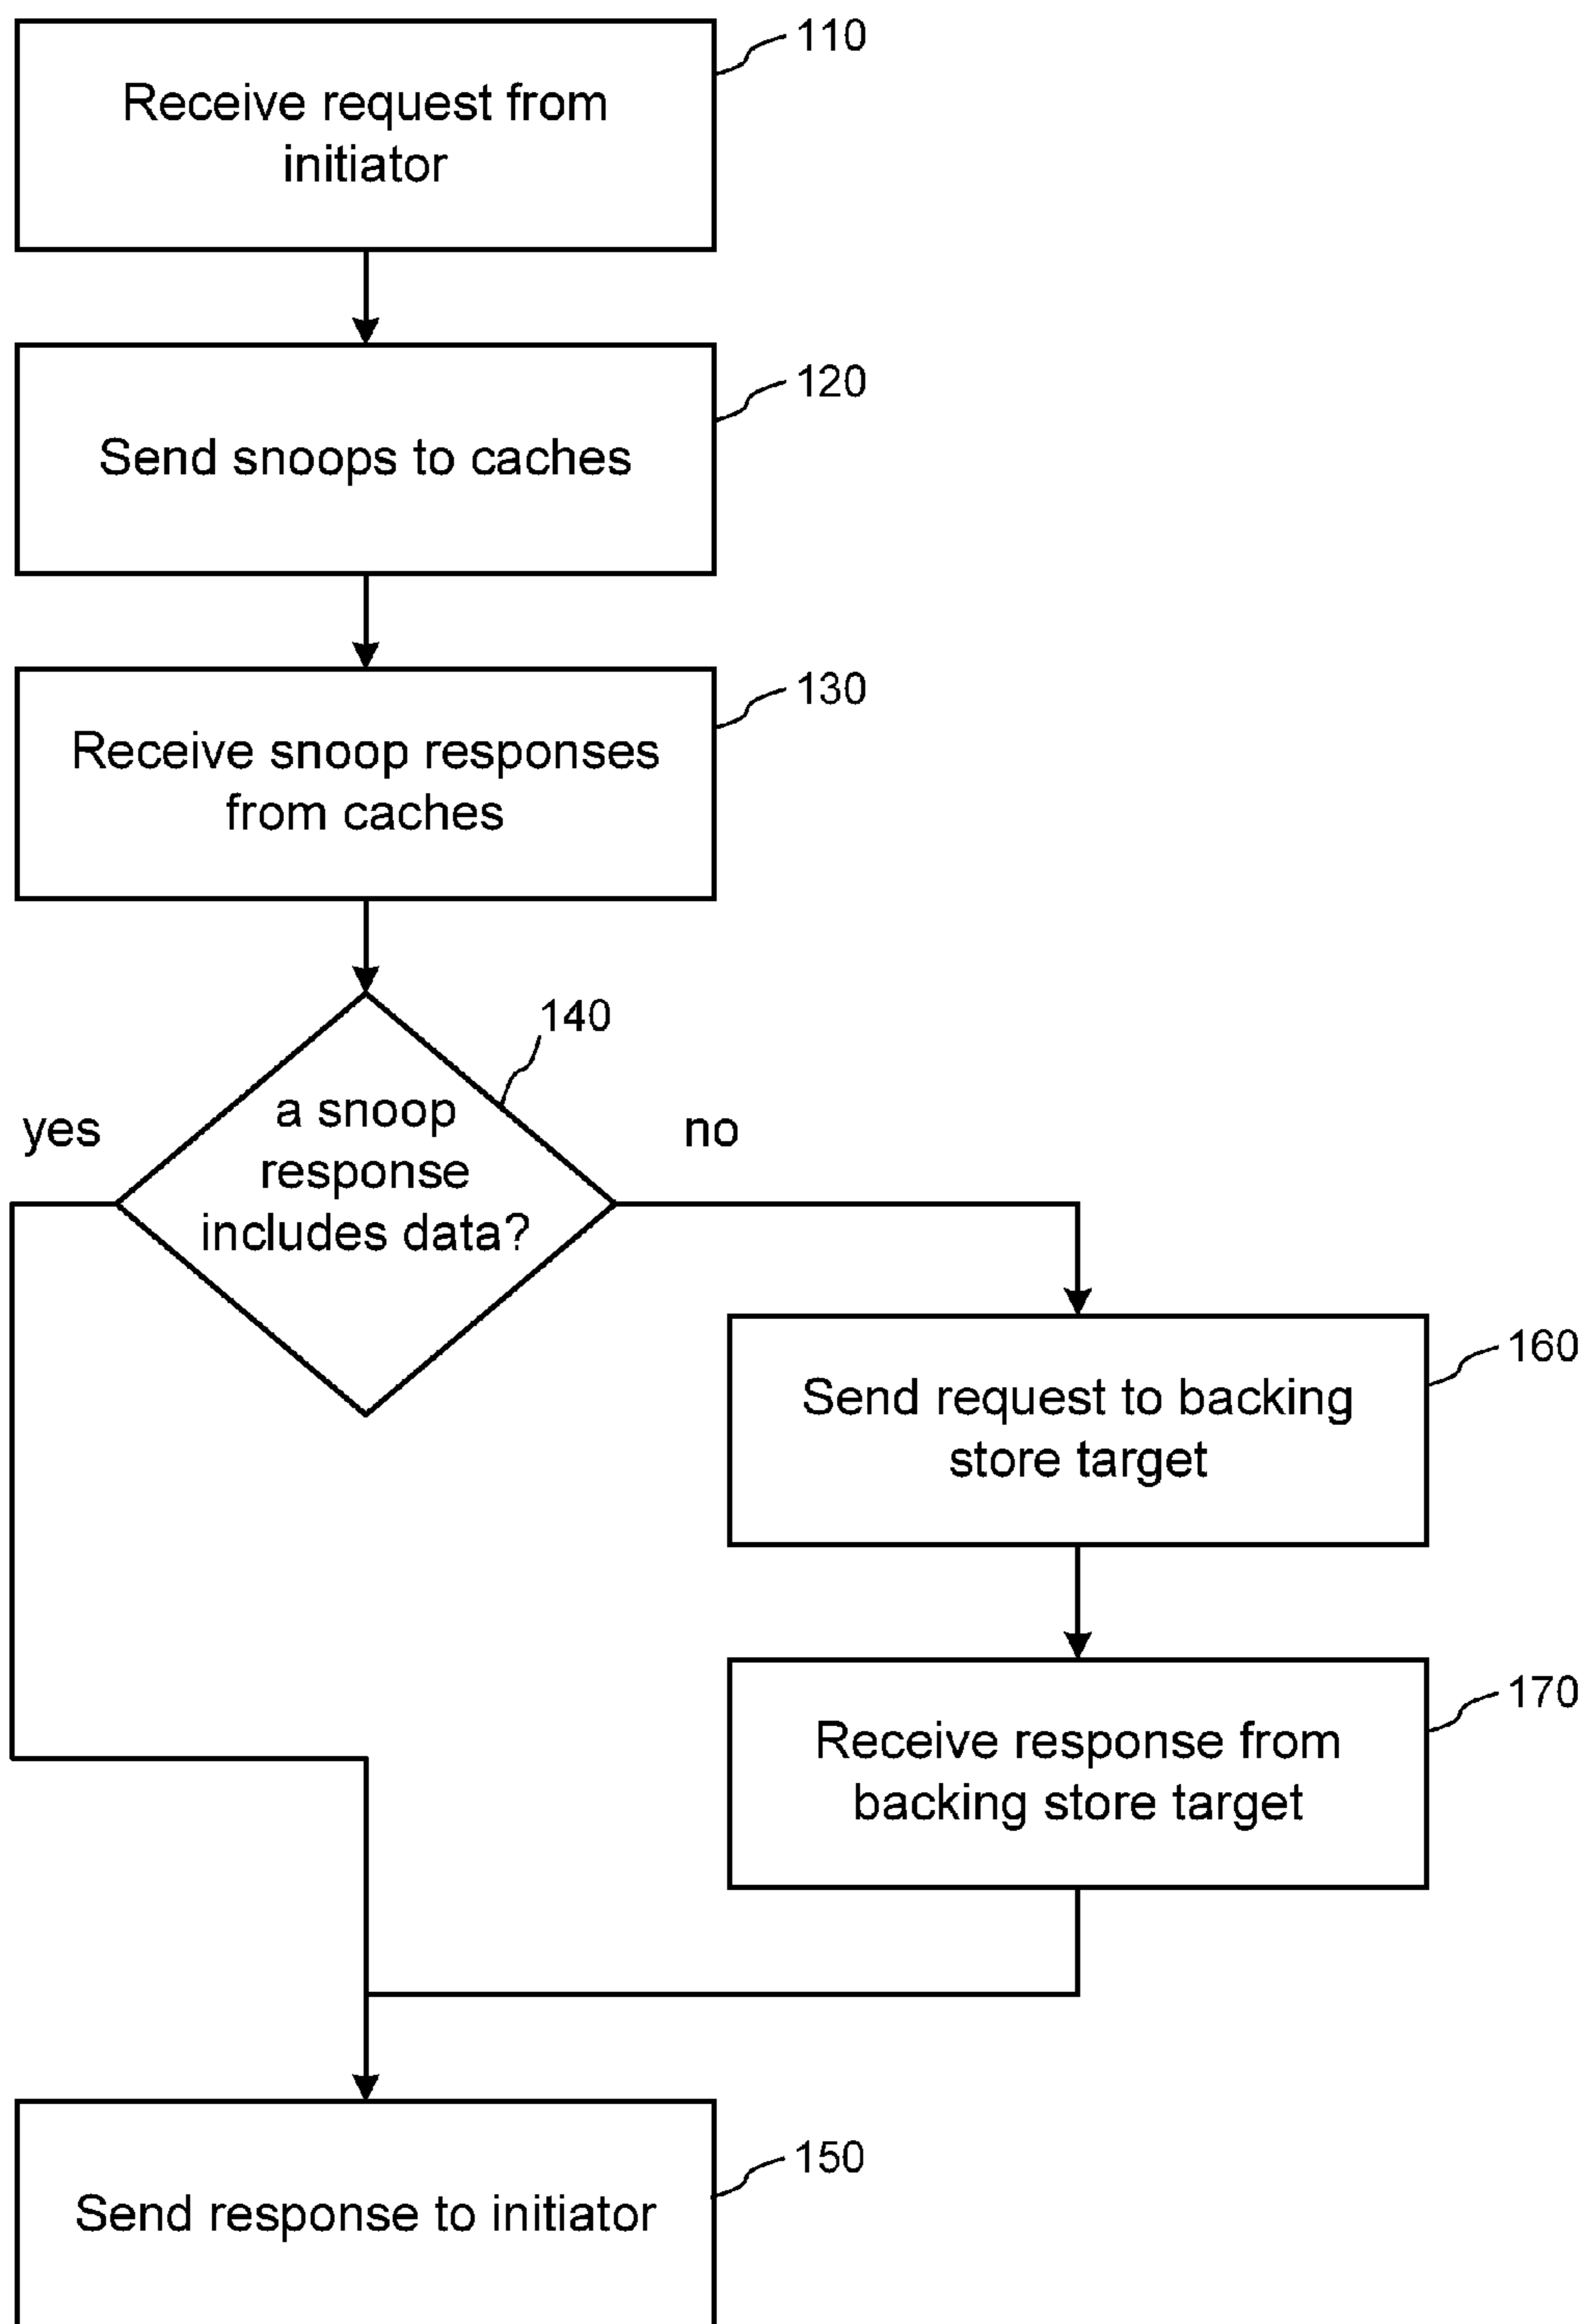 110
Receive request from
initiator
120
Send snoops to caches
130
Receive snoop responses
from caches
140
a snoop
response
includes data?
yes
no
160
Send request to backing
store target
170
Receive response from
backing store target
150
Send response to initiator